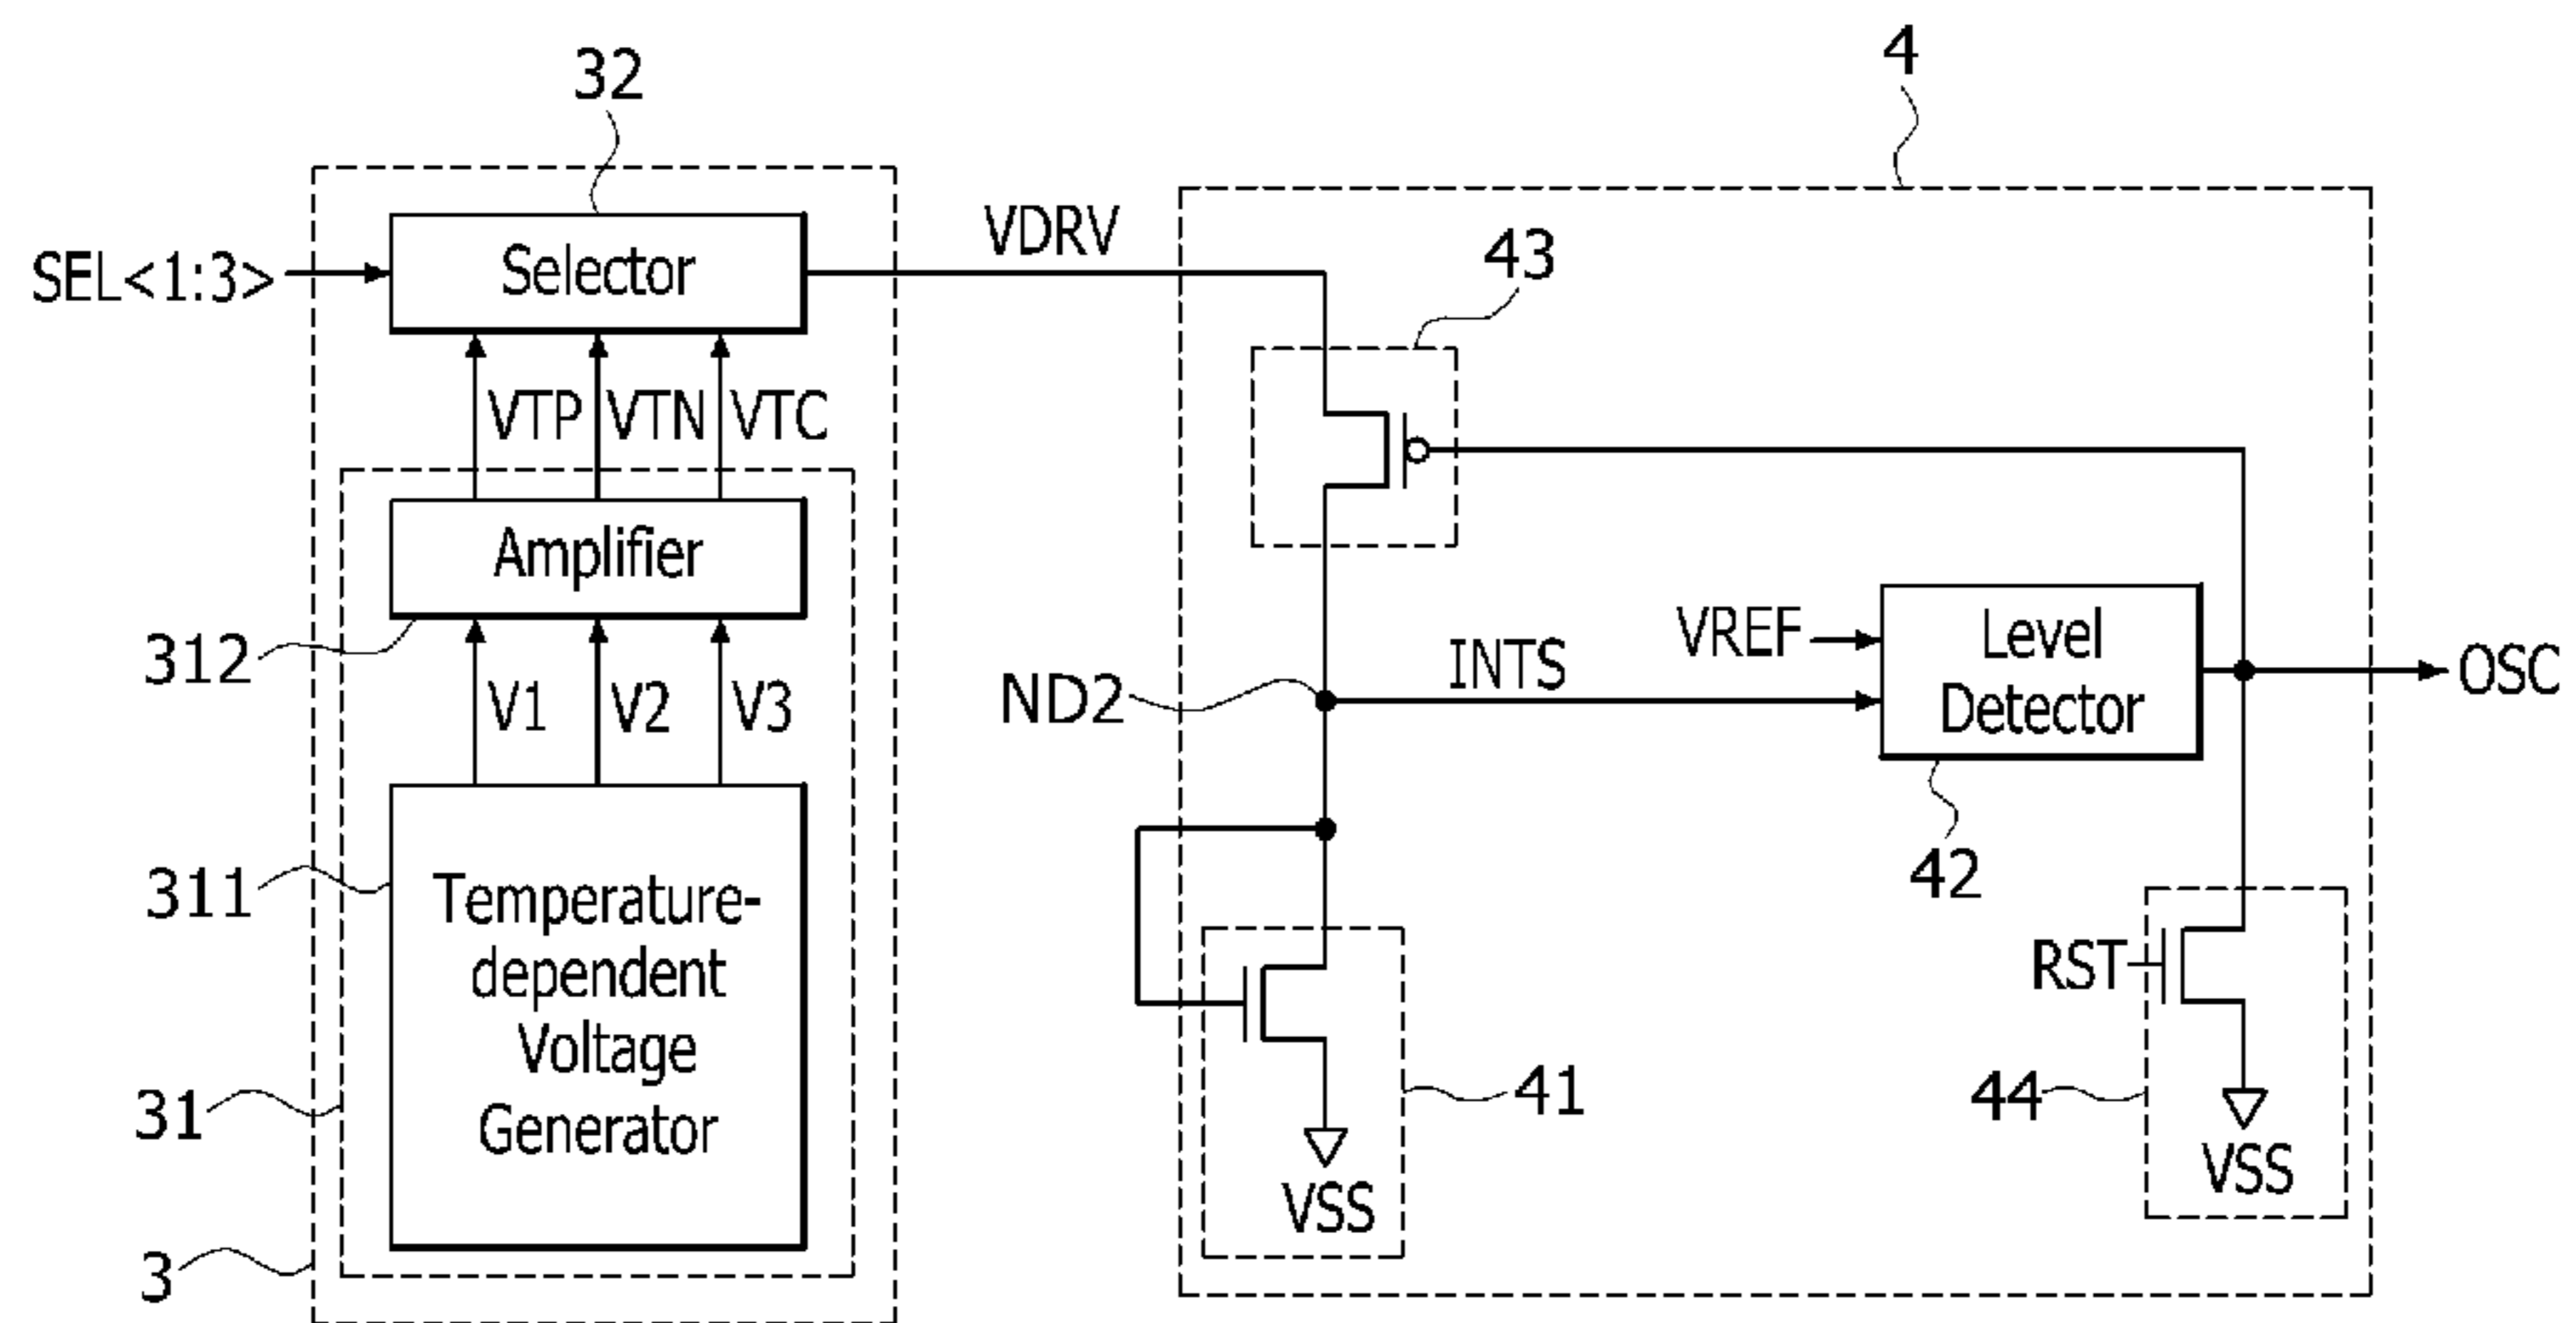 32
4
SEL<1:3>
Selector
VDRV
43
VTP
VTN
VTC
Amplifier
312
V1
V2
V3
ND2
INTS
VREF
Level
Detector
OSC
42
311
Temperature-
dependent
Voltage
Generator
31
3
41
VSS
RST
44
VSS